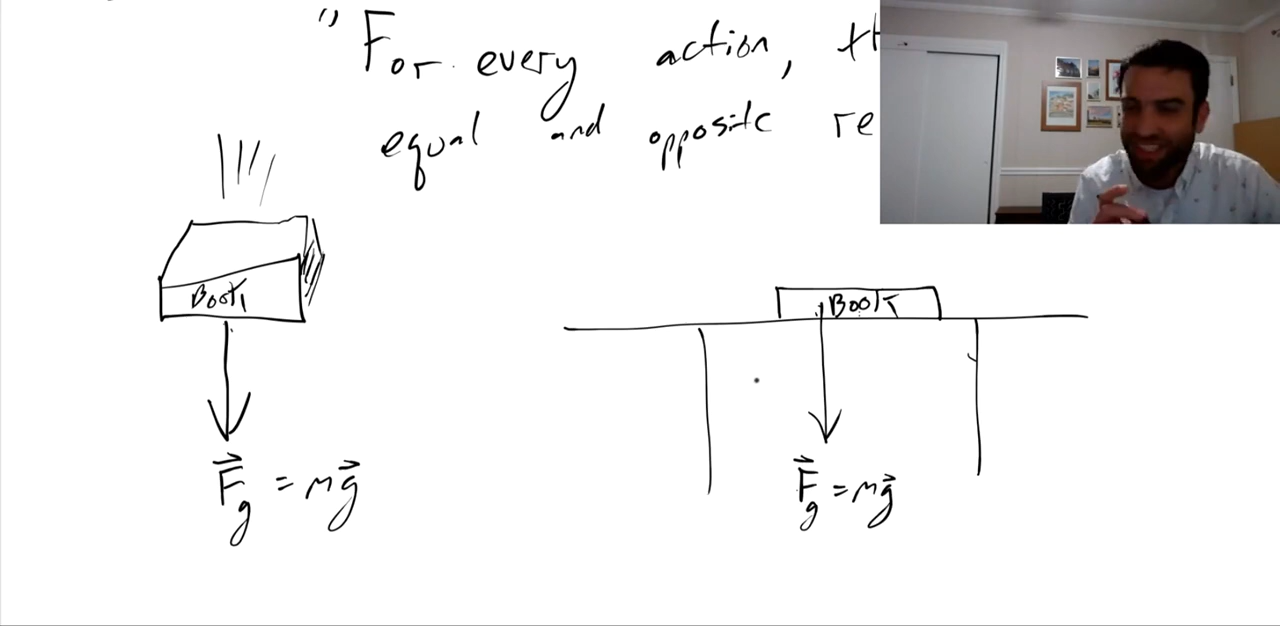 "For every action, th
equal and opposite re
Book
Book
F⃗g = mg⃗
F⃗g = mg⃗